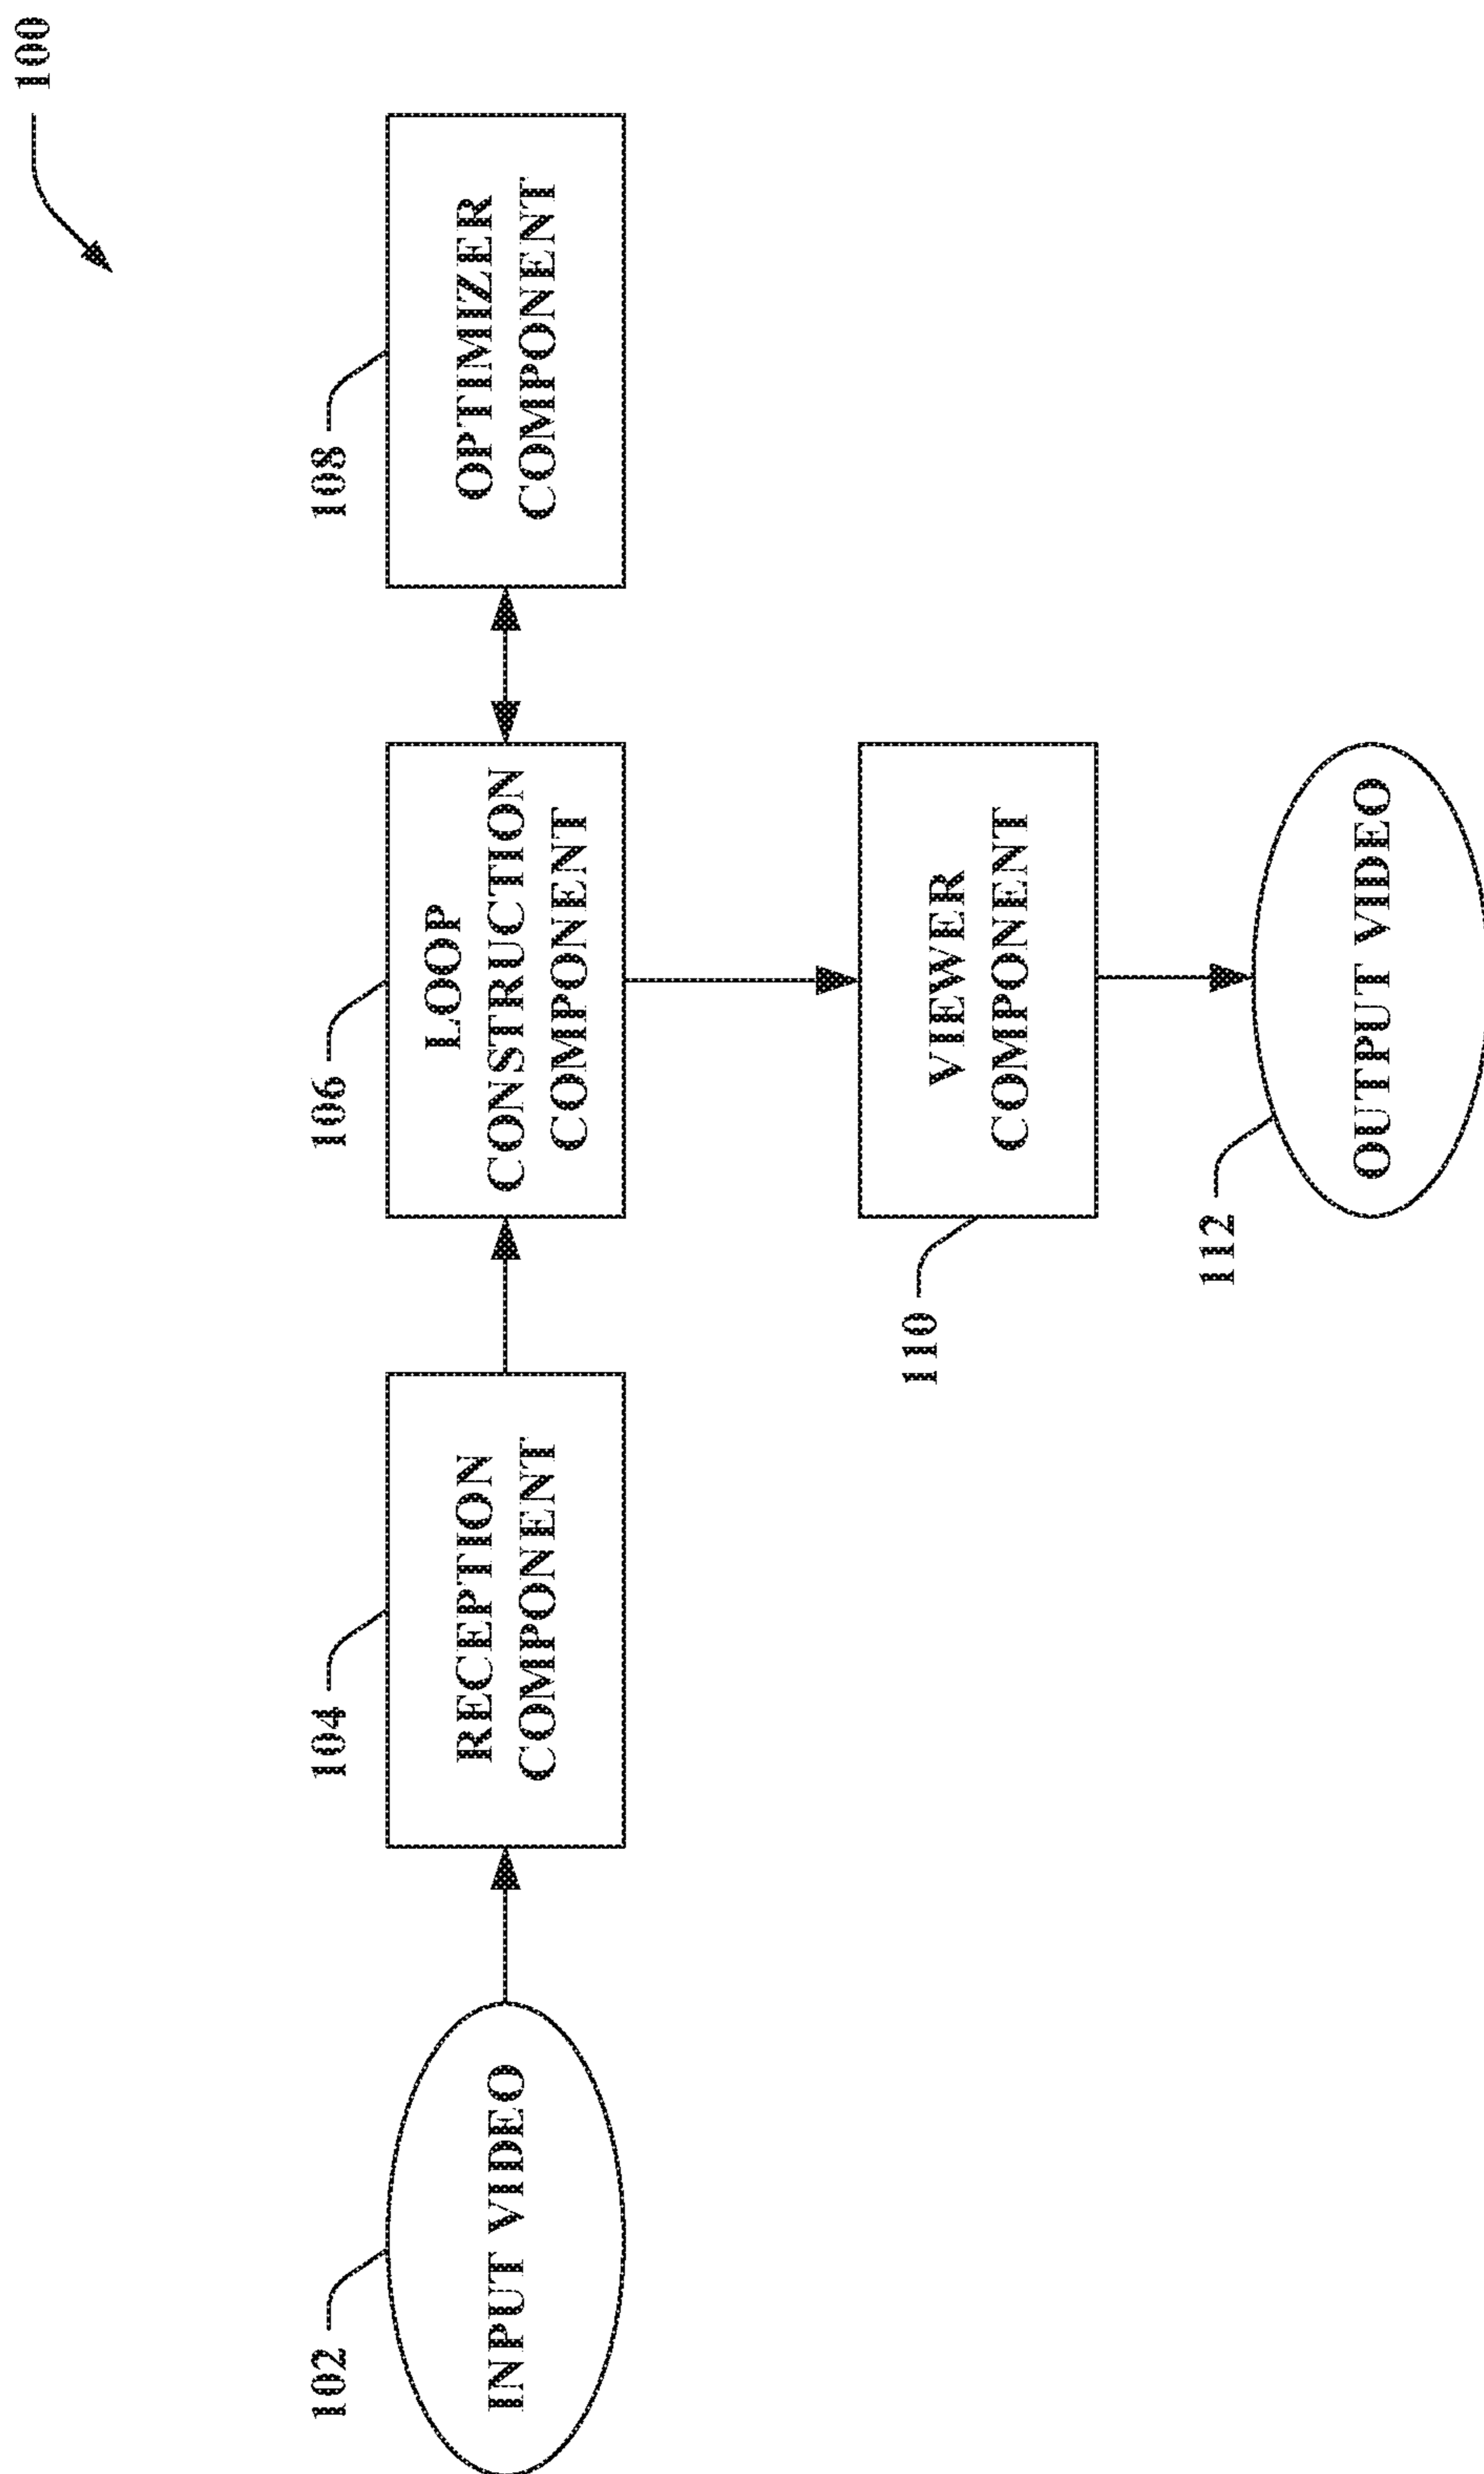 100
102
INPUT VIDEO
104
RECEPTION
COMPONENT
106
LOOP
CONSTRUCTION
COMPONENT
108
OPTIMIZER
COMPONENT
110
VIEWER
COMPONENT
112
OUTPUT VIDEO